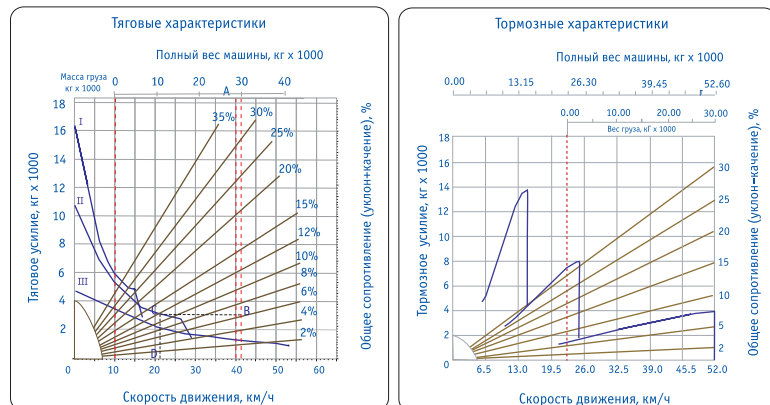 Тяговые характеристики
Полный вес машины, кг x 1000
Масса груза
кг x 1000
0 10 20 30 40
A
18
16
14
12
10
8
6
4
2
0
I
II
III
35%
30%
25%
20%
15%
12%
10%
8%
6%
4%
2%
C
B
D
10 20 30 40 50 60
Тяговое усилие, кг x 1000
Общее сопротивление (уклон+качение), %
Скорость движения, км/ч
Тормозные характеристики
Полный вес машины, кг x 1000
0.00 13.15 26.30 39.45 52.60
0.00 10.00 20.00 30.00
Вес груза, кГ x 1000
18
16
14
12
10
8
6
4
2
0
30
25
20
15
10
5
2
6.5 13.0 19.5 26.0 39.0 45.5 52.0
Тормозное усилие, кг x 1000
Общее сопротивление (уклон–качение), %
Скорость движения, км/ч